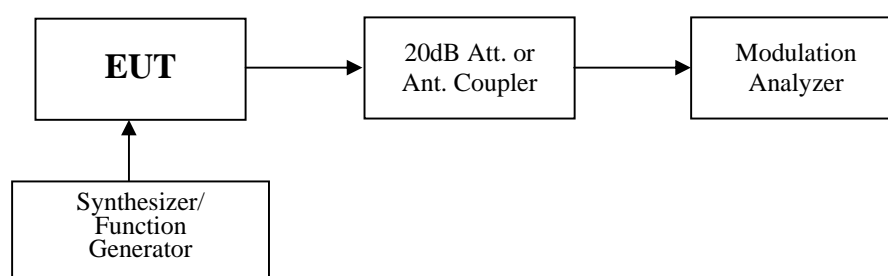 EUT
20dB Att. or
Ant. Coupler
Modulation
Analyzer
Synthesizer/
Function
Generator